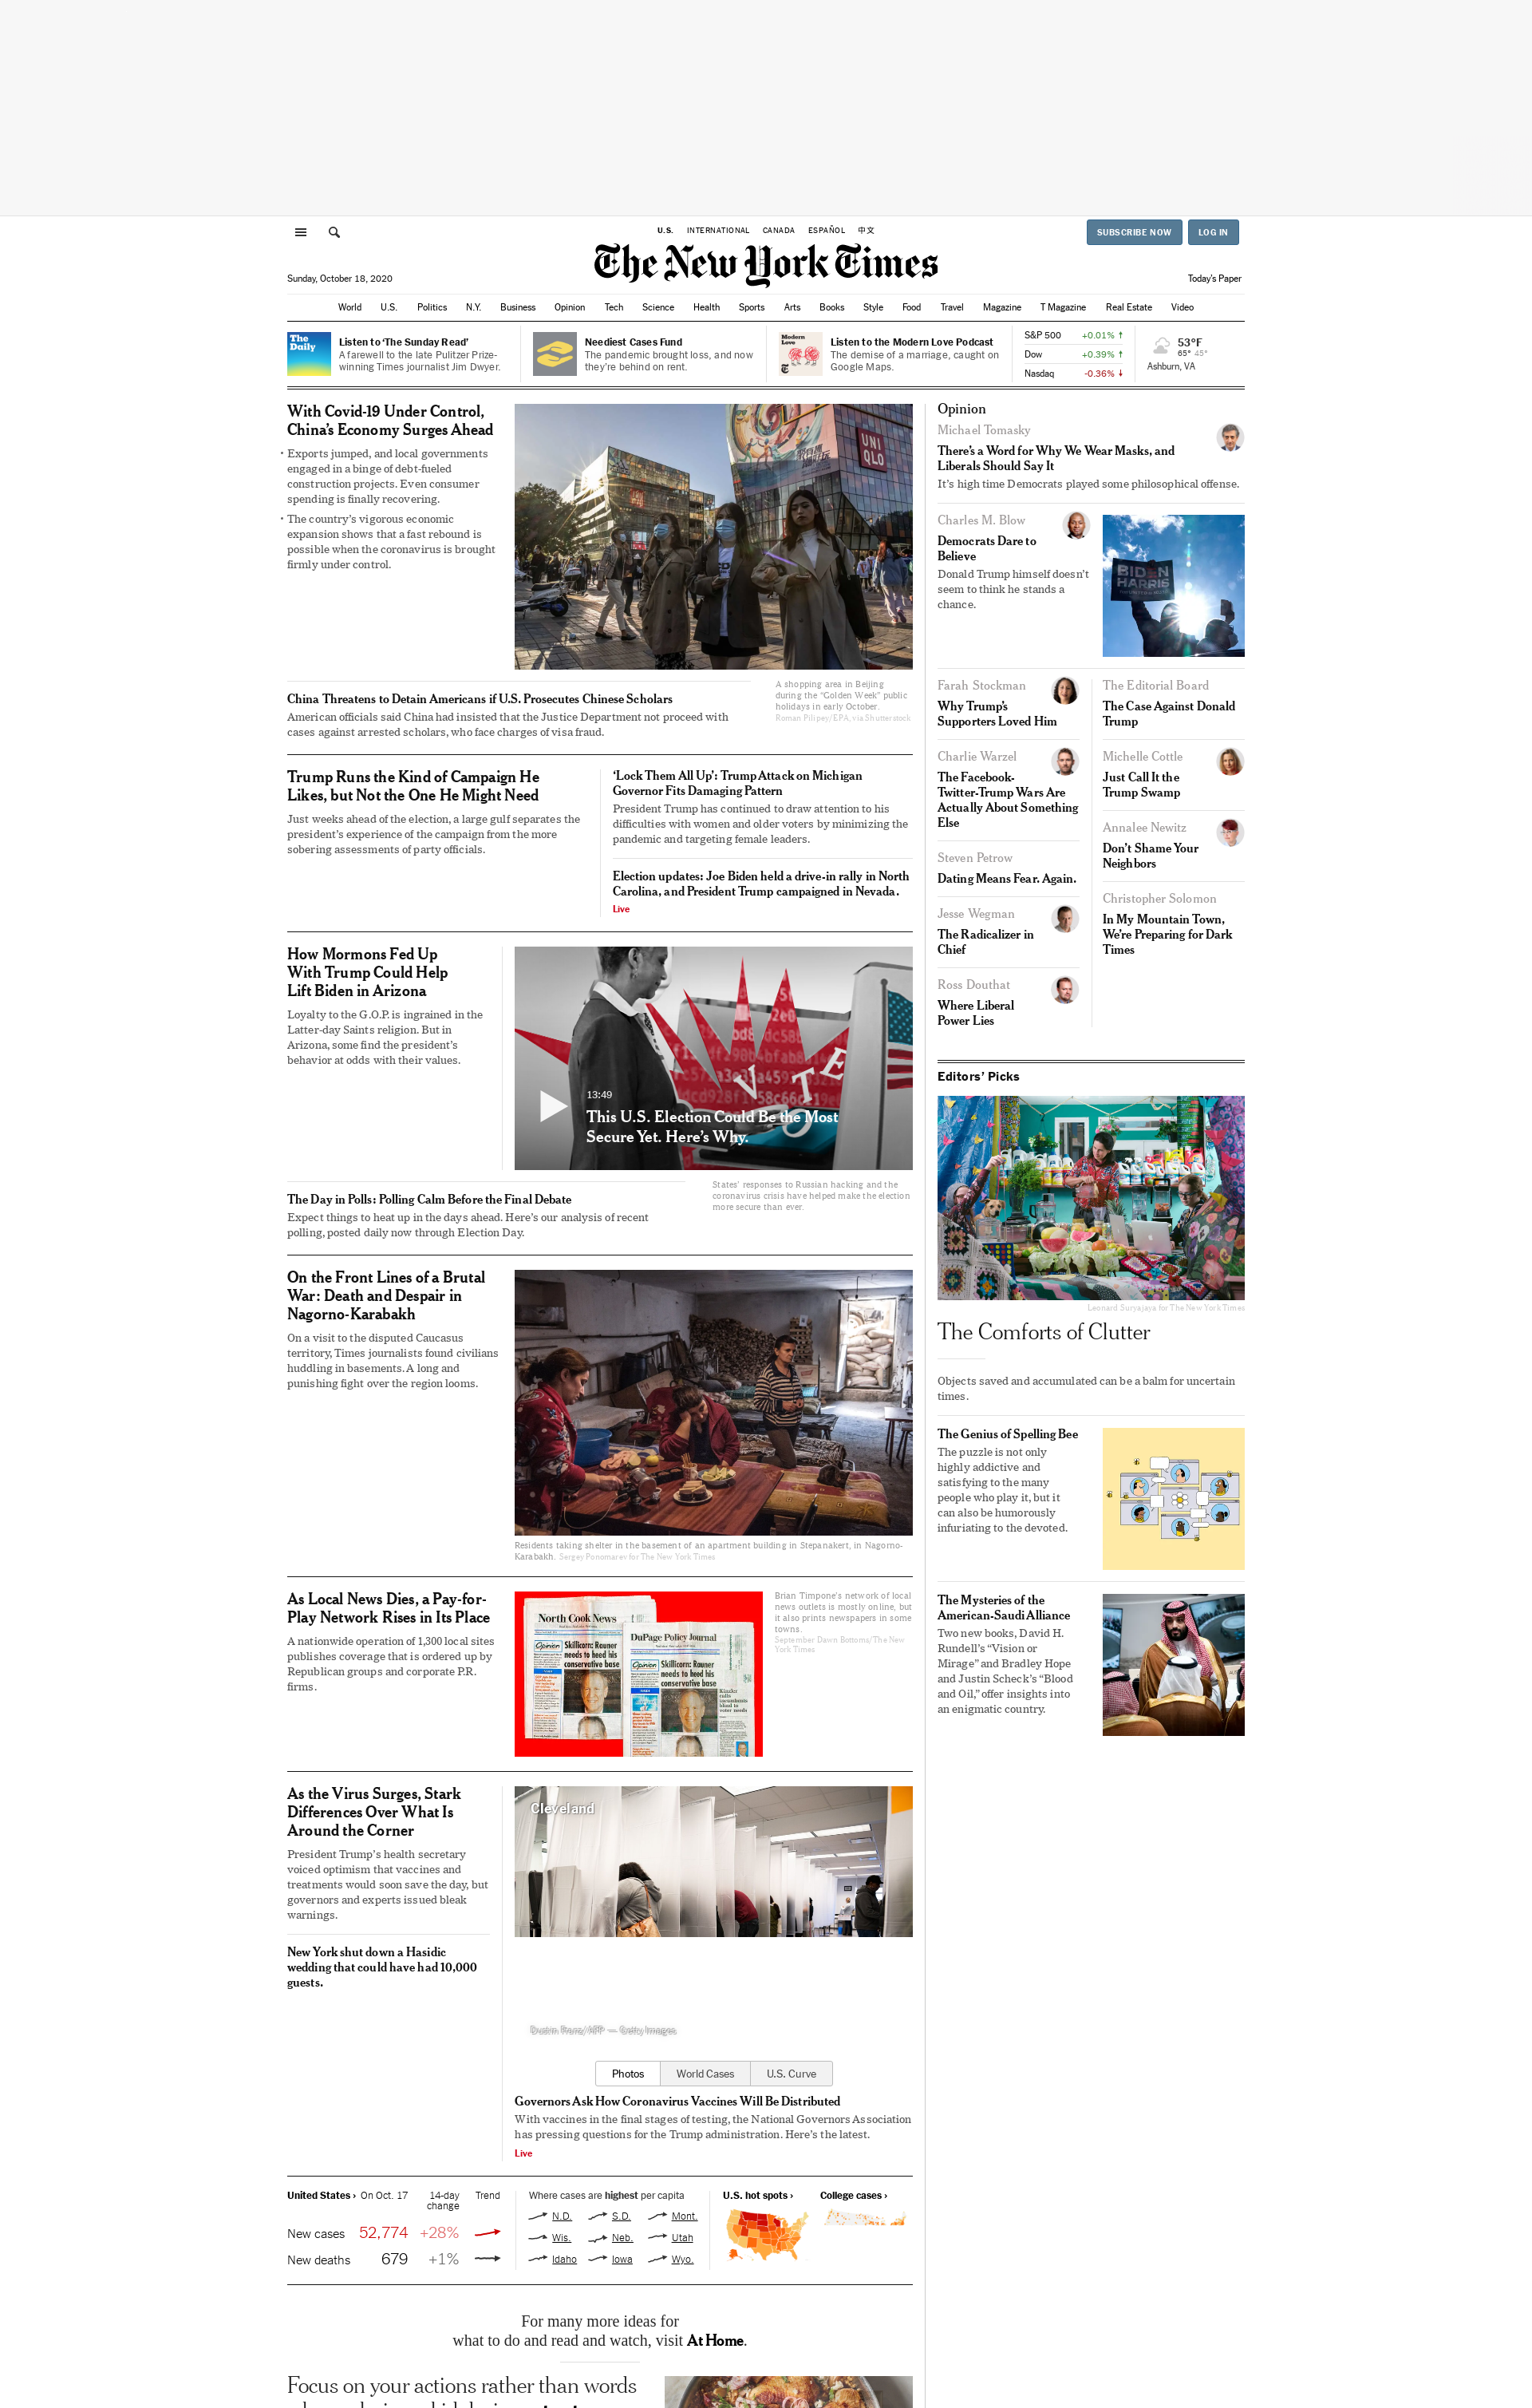 U.S. INTERNATIONAL CANADA ESPAÑOL 中文
SUBSCRIBE NOW LOG IN
The New York Times
Sunday, October 18, 2020
Today's Paper
World U.S. Politics N.Y. Business Opinion Tech Science Health Sports Arts Books Style Food Travel Magazine T Magazine Real Estate Video
The
Daily
Listen to ‘The Sunday Read’
A farewell to the late Pulitzer Prize-
winning Times journalist Jim Dwyer.
Neediest Cases Fund
The pandemic brought loss, and now
they’re behind on rent.
Modern
Love
Listen to the Modern Love Podcast
The demise of a marriage, caught on
Google Maps.
S&P 500 +0.01% ↑
Dow +0.39% ↑
Nasdaq -0.36% ↓
53°F
65° 45°
Ashburn, VA
With Covid-19 Under Control,
China’s Economy Surges Ahead
• Exports jumped, and local governments
engaged in a binge of debt-fueled
construction projects. Even consumer
spending is finally recovering.
• The country’s vigorous economic
expansion shows that a fast rebound is
possible when the coronavirus is brought
firmly under control.
UNI
QLO
China Threatens to Detain Americans if U.S. Prosecutes Chinese Scholars
American officials said China had insisted that the Justice Department not proceed with
cases against arrested scholars, who face charges of visa fraud.
A shopping area in Beijing
during the “Golden Week” public
holidays in early October.
Roman Pilipey/EPA, via Shutterstock
Trump Runs the Kind of Campaign He
Likes, but Not the One He Might Need
Just weeks ahead of the election, a large gulf separates the
president’s experience of the campaign from the more
sobering assessments of party officials.
‘Lock Them All Up’: Trump Attack on Michigan
Governor Fits Damaging Pattern
President Trump has continued to draw attention to his
difficulties with women and older voters by minimizing the
pandemic and targeting female leaders.
Election updates: Joe Biden held a drive-in rally in North
Carolina, and President Trump campaigned in Nevada.
Live
How Mormons Fed Up
With Trump Could Help
Lift Biden in Arizona
Loyalty to the G.O.P. is ingrained in the
Latter-day Saints religion. But in
Arizona, some find the president’s
behavior at odds with their values.
VOTE
13:49
This U.S. Election Could Be the Most
Secure Yet. Here’s Why.
The Day in Polls: Polling Calm Before the Final Debate
Expect things to heat up in the days ahead. Here’s our analysis of recent
polling, posted daily now through Election Day.
States’ responses to Russian hacking and the
coronavirus crisis have helped make the election
more secure than ever.
On the Front Lines of a Brutal
War: Death and Despair in
Nagorno-Karabakh
On a visit to the disputed Caucasus
territory, Times journalists found civilians
huddling in basements. A long and
punishing fight over the region looms.
Residents taking shelter in the basement of an apartment building in Stepanakert, in Nagorno-
Karabakh. Sergey Ponomarev for The New York Times
As Local News Dies, a Pay-for-
Play Network Rises in Its Place
A nationwide operation of 1,300 local sites
publishes coverage that is ordered up by
Republican groups and corporate P.R.
firms.
North Cook News
Opinion
Skillicorn: Rauner
needs to heed his
conservative base
DuPage Policy Journal
Opinion
Skillicorn: Rauner
needs to heed his
conservative base
Brian Timpone’s network of local
news outlets is mostly online, but
it also prints newspapers in some
towns.
September Dawn Bottoms/The New
York Times
As the Virus Surges, Stark
Differences Over What Is
Around the Corner
President Trump’s health secretary
voiced optimism that vaccines and
treatments would soon save the day, but
governors and experts issued bleak
warnings.
New York shut down a Hasidic
wedding that could have had 10,000
guests.
Cleveland
Dustin Franz/AFP — Getty Images
Photos World Cases U.S. Curve
Governors Ask How Coronavirus Vaccines Will Be Distributed
With vaccines in the final stages of testing, the National Governors Association
has pressing questions for the Trump administration. Here’s the latest.
Live
United States › On Oct. 17 14-day
change Trend
New cases 52,774 +28%
New deaths 679 +1%
Where cases are highest per capita
N.D. S.D. Mont.
Wis. Neb. Utah
Idaho Iowa Wyo.
U.S. hot spots ›
College cases ›
For many more ideas for
what to do and read and watch, visit At Home.
Focus on your actions rather than words
Opinion
Michael Tomasky
There’s a Word for Why We Wear Masks, and
Liberals Should Say It
It’s high time Democrats played some philosophical offense.
Charles M. Blow
Democrats Dare to
Believe
Donald Trump himself doesn’t
seem to think he stands a
chance.
BIDEN
HARRIS
Farah Stockman
Why Trump’s
Supporters Loved Him
Charlie Warzel
The Facebook-
Twitter-Trump Wars Are
Actually About Something
Else
Steven Petrow
Dating Means Fear. Again.
Jesse Wegman
The Radicalizer in
Chief
Ross Douthat
Where Liberal
Power Lies
The Editorial Board
The Case Against Donald
Trump
Michelle Cottle
Just Call It the
Trump Swamp
Annalee Newitz
Don’t Shame Your
Neighbors
Christopher Solomon
In My Mountain Town,
We’re Preparing for Dark
Times
Editors’ Picks
Leonard Suryajaya for The New York Times
The Comforts of Clutter
Objects saved and accumulated can be a balm for uncertain
times.
The Genius of Spelling Bee
The puzzle is not only
highly addictive and
satisfying to the many
people who play it, but it
can also be humorously
infuriating to the devoted.
The Mysteries of the
American-Saudi Alliance
Two new books, David H.
Rundell’s “Vision or
Mirage” and Bradley Hope
and Justin Scheck’s “Blood
and Oil,” offer insights into
an enigmatic country.